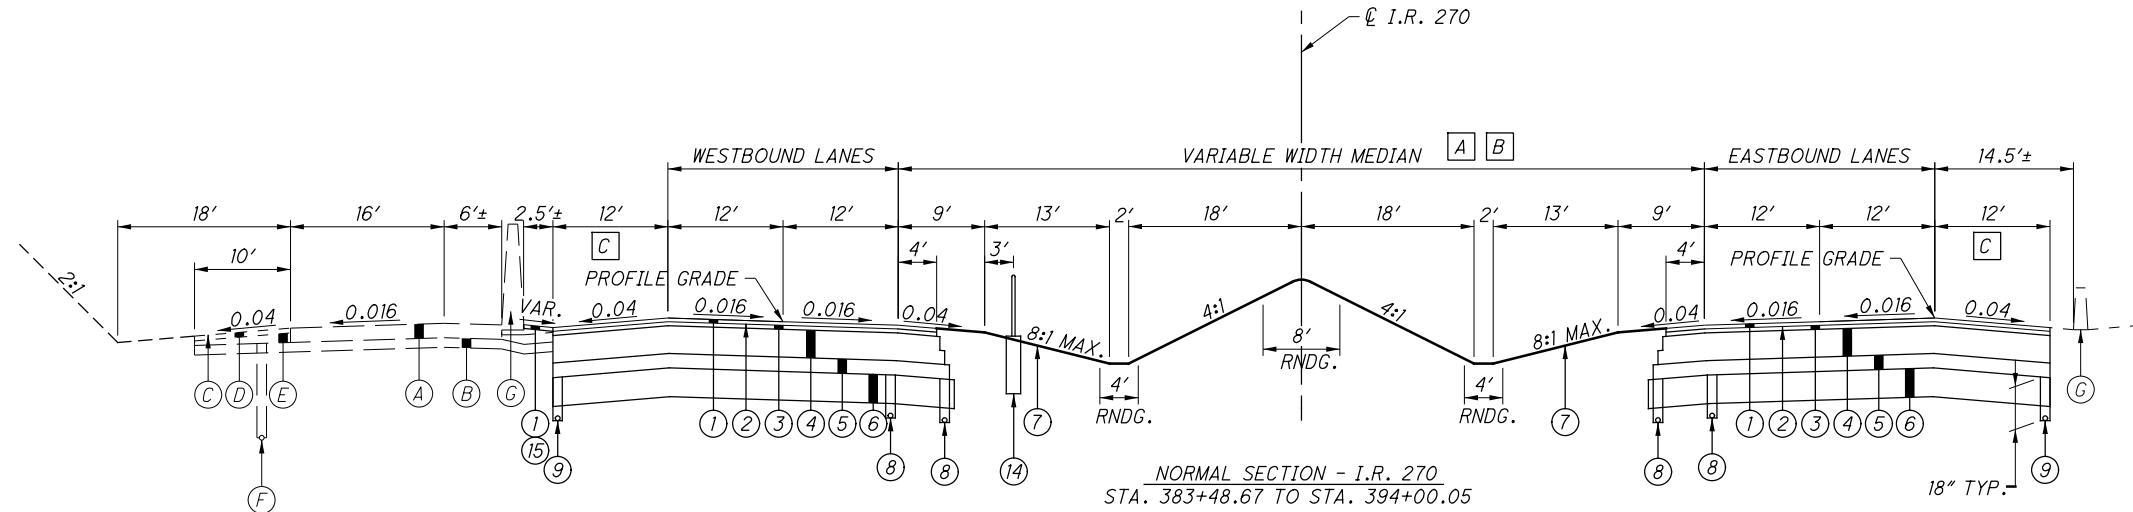 ℄ I.R. 270
A B
WESTBOUND LANES VARIABLE WIDTH MEDIAN EASTBOUND LANES 14.5'±
18' 16' 6'± 2.5'± 12' 12' 12' 9' 13' 2' 18' 18' 2' 13' 9' 12' 12' 12'
C C
10' 4' 3' 4'
PROFILE GRADE PROFILE GRADE
2:1 0.04 0.016 VAR. 0.04 0.016 0.016 0.04 8:1 MAX. 4:1 4:1 8:1 MAX. 0.04 0.016 0.016 0.04
8'
RNDG.
4' 4'
RNDG. RNDG.
C D E A B G 1 1 2 3 4 5 6 7 7 1 2 3 4 5 6 G
15 9 8 8 14 8 8 9
F
18" TYP.
NORMAL SECTION - I.R. 270
STA. 383+48.67 TO STA. 394+00.05